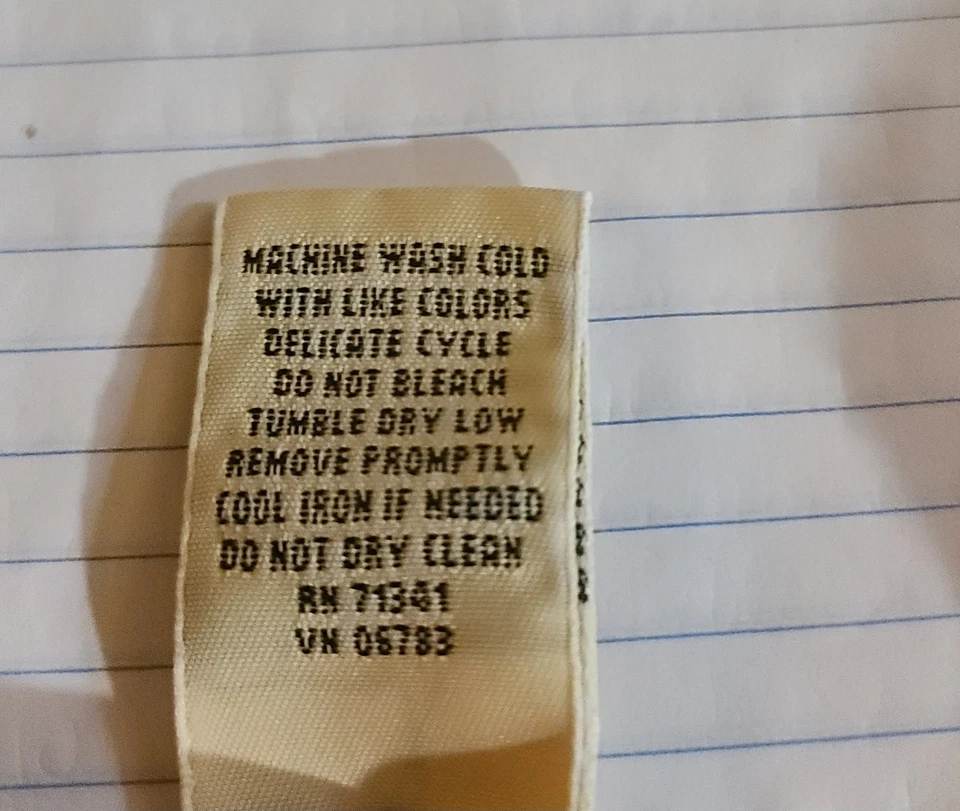 MACHINE WASH COLD
WITH LIKE COLORS
DELICATE CYCLE
DO NOT BLEACH
TUMBLE DRY LOW
REMOVE PROMPTLY
COOL IRON IF NEEDED
DO NOT DRY CLEAN
RN
VN 06783